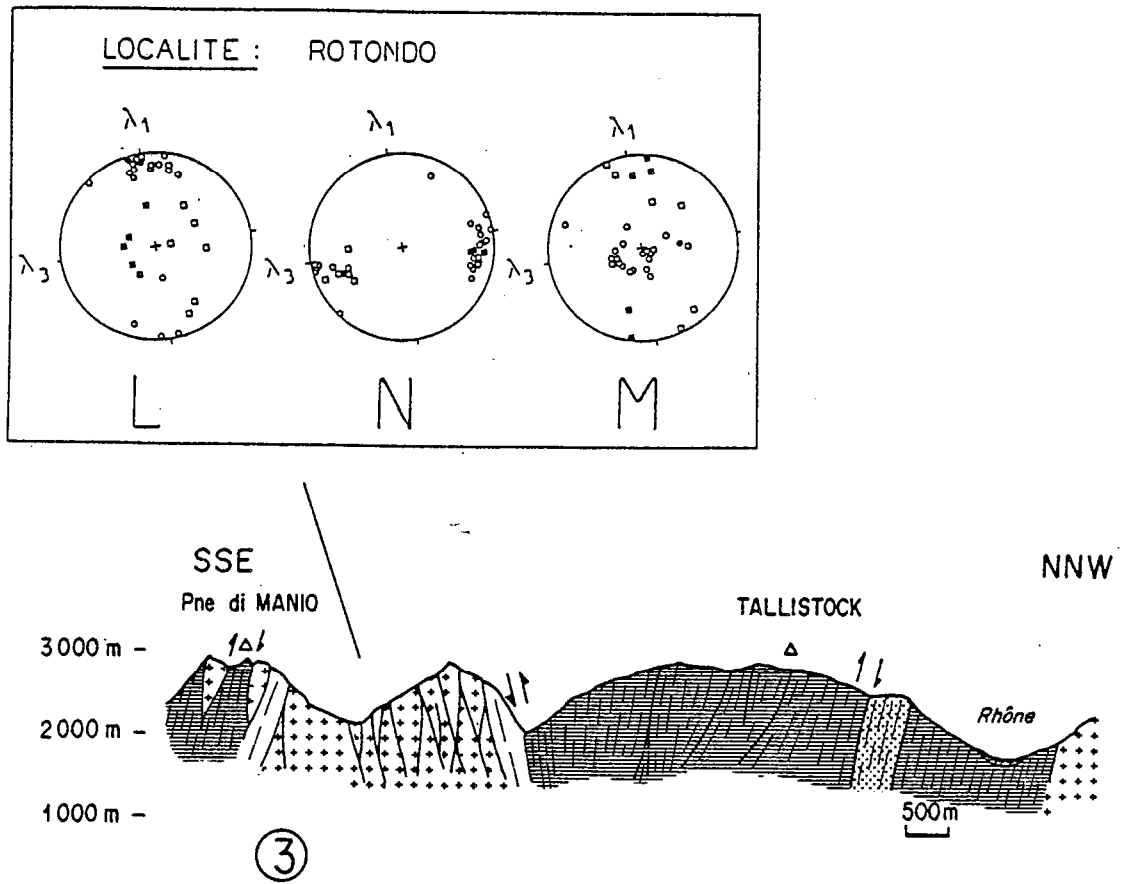 LOCALITE : ROTONDO
λ1 λ1 λ1
λ3 λ3 λ3
L N M
SSE NNW
Pne di MANIO TALLISTOCK
3000 m –
2000 m – Rhône
1000 m – 500m
3